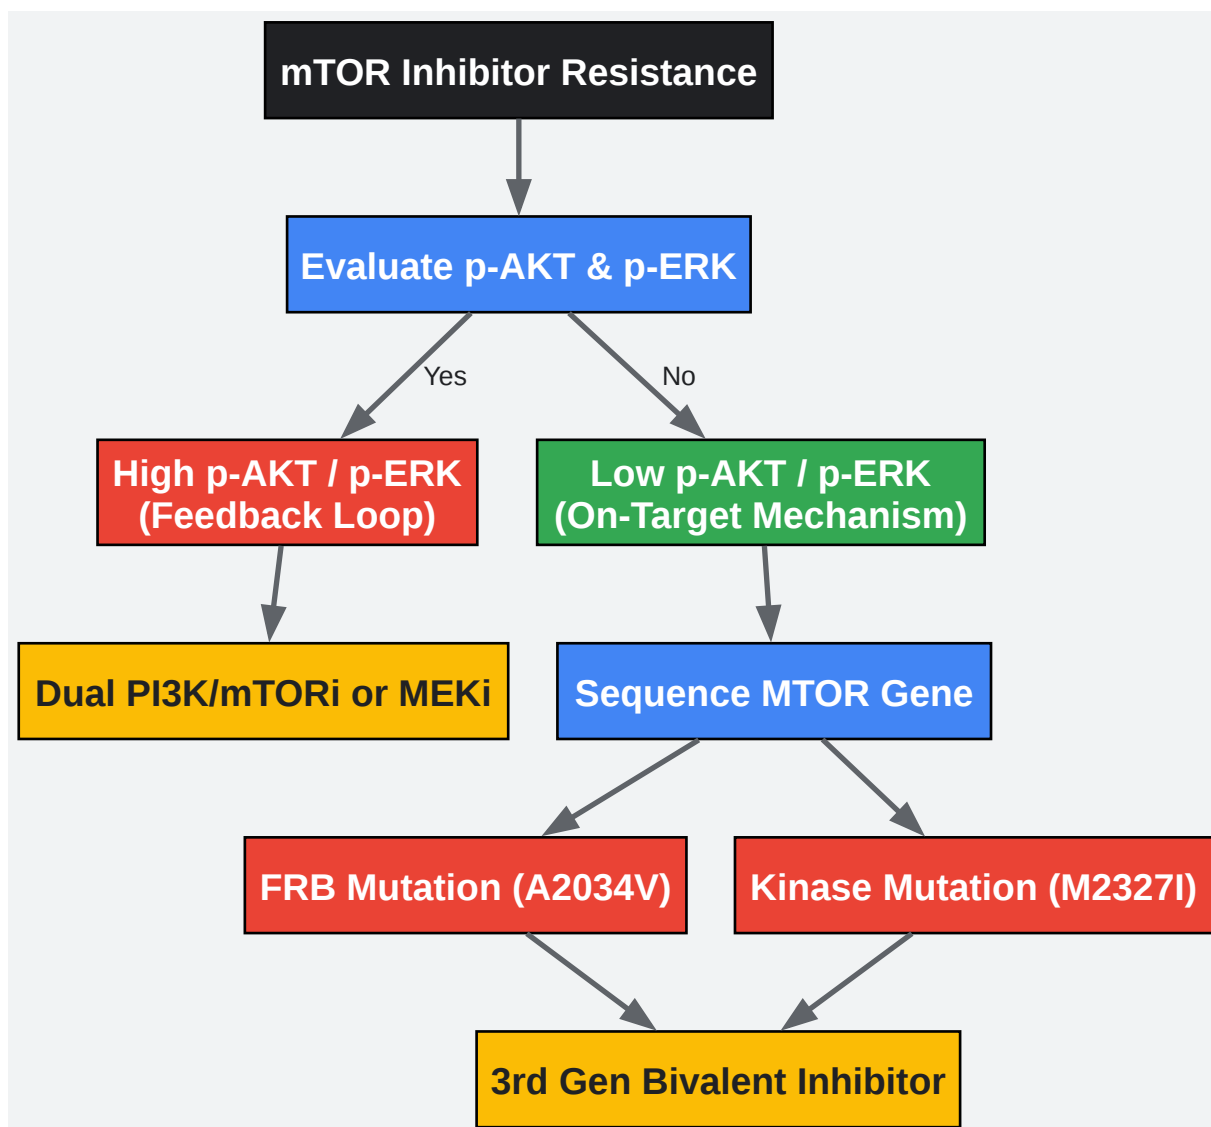 mTOR Inhibitor Resistance
Evaluate p-AKT & p-ERK
Yes
No
High p-AKT / p-ERK
(Feedback Loop)
Low p-AKT / p-ERK
(On-Target Mechanism)
Dual PI3K/mTORi or MEKi
Sequence MTOR Gene
FRB Mutation (A2034V)
Kinase Mutation (M2327I)
3rd Gen Bivalent Inhibitor